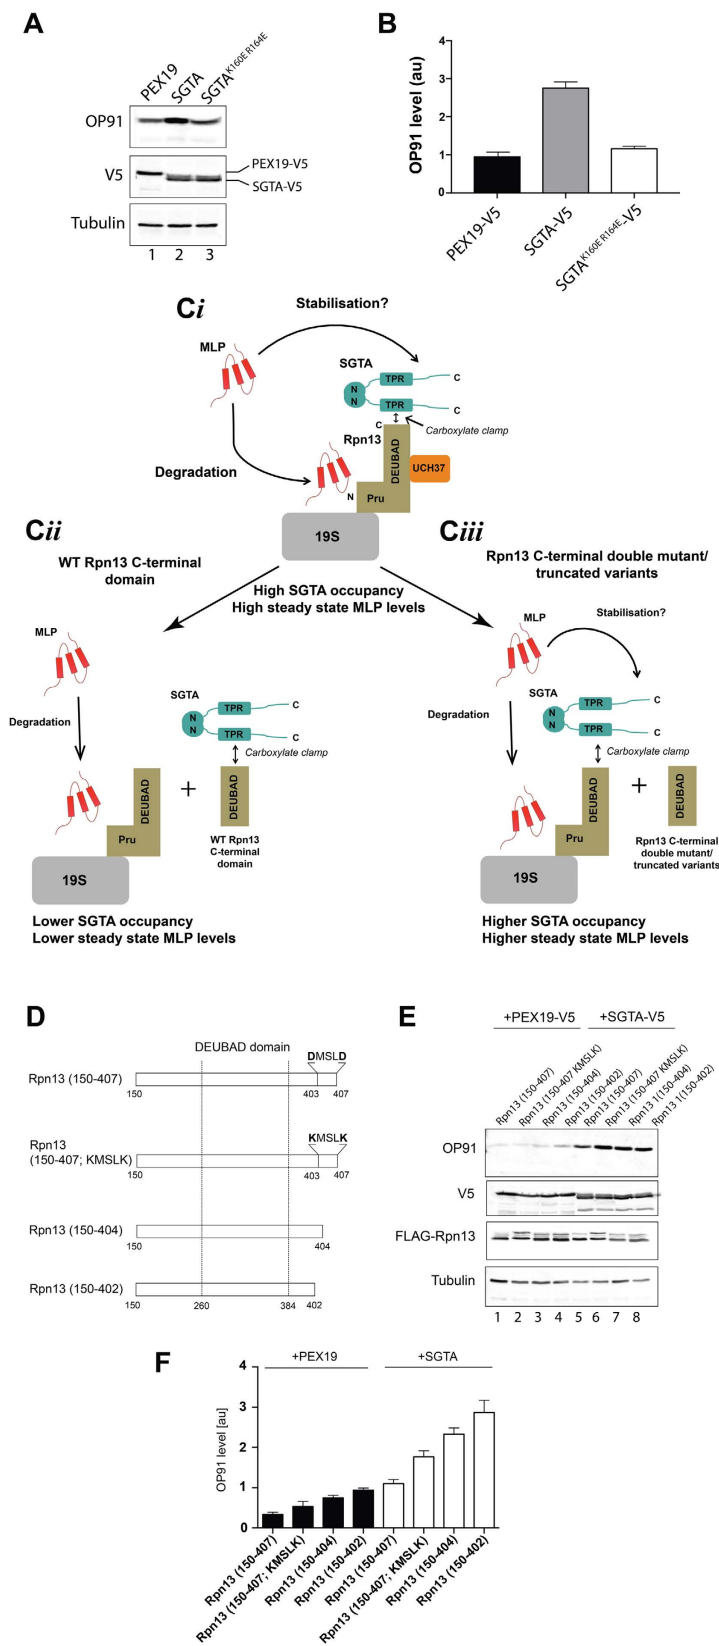 A
PEX19
SGTA
SGTA^K160E R164E
OP91
V5
PEX19-V5
SGTA-V5
Tubulin
1 2 3
B
OP91 level (au)
4
3
2
1
0
PEX19-V5
SGTA-V5
SGTA^K160E R164E-V5
Ci
Stabilisation?
MLP
SGTA
N
N
TPR
C
TPR
C
C
Carboxylate clamp
Rpn13
DEUBAD
UCH37
Degradation
N
Pru
19S
High SGTA occupancy
High steady state MLP levels
Cii
WT Rpn13 C-terminal
domain
MLP
SGTA
N
N
TPR
C
TPR
C
Degradation
Carboxylate clamp
DEUBAD
+
DEUBAD
Pru
WT Rpn13
C-terminal
domain
19S
Lower SGTA occupancy
Lower steady state MLP levels
Ciii
Rpn13 C-terminal double mutant/
truncated variants
MLP
Stabilisation?
SGTA
N
N
TPR
C
TPR
C
Degradation
Carboxylate clamp
DEUBAD
+
DEUBAD
Pru
Rpn13 C-terminal
double mutant/
truncated variants
19S
Higher SGTA occupancy
Higher steady state MLP levels
D
DEUBAD domain
DMSLD
Rpn13 (150-407)
150
403
407
KMSLK
Rpn13
(150-407; KMSLK)
150
403
407
Rpn13 (150-404)
150
404
Rpn13 (150-402)
150
260
384
402
E
+PEX19-V5
+SGTA-V5
Rpn13 (150-407)
Rpn13 (150-407 KMSLK)
Rpn13 (150-404)
Rpn13 (150-402)
Rpn13 (150-407)
Rpn13 (150-407 KMSLK)
Rpn13 1(150-404)
Rpn13 1(150-402)
OP91
V5
FLAG-Rpn13
Tubulin
1 2 3 4 5 6 7 8
F
+PEX19
+SGTA
OP91 level [au]
4
3
2
1
0
Rpn13 (150-407)
Rpn13 (150-407; KMSLK)
Rpn13 (150-404)
Rpn13 (150-402)
Rpn13 (150-407)
Rpn13 (150-407; KMSLK)
Rpn13 (150-404)
Rpn13 (150-402)